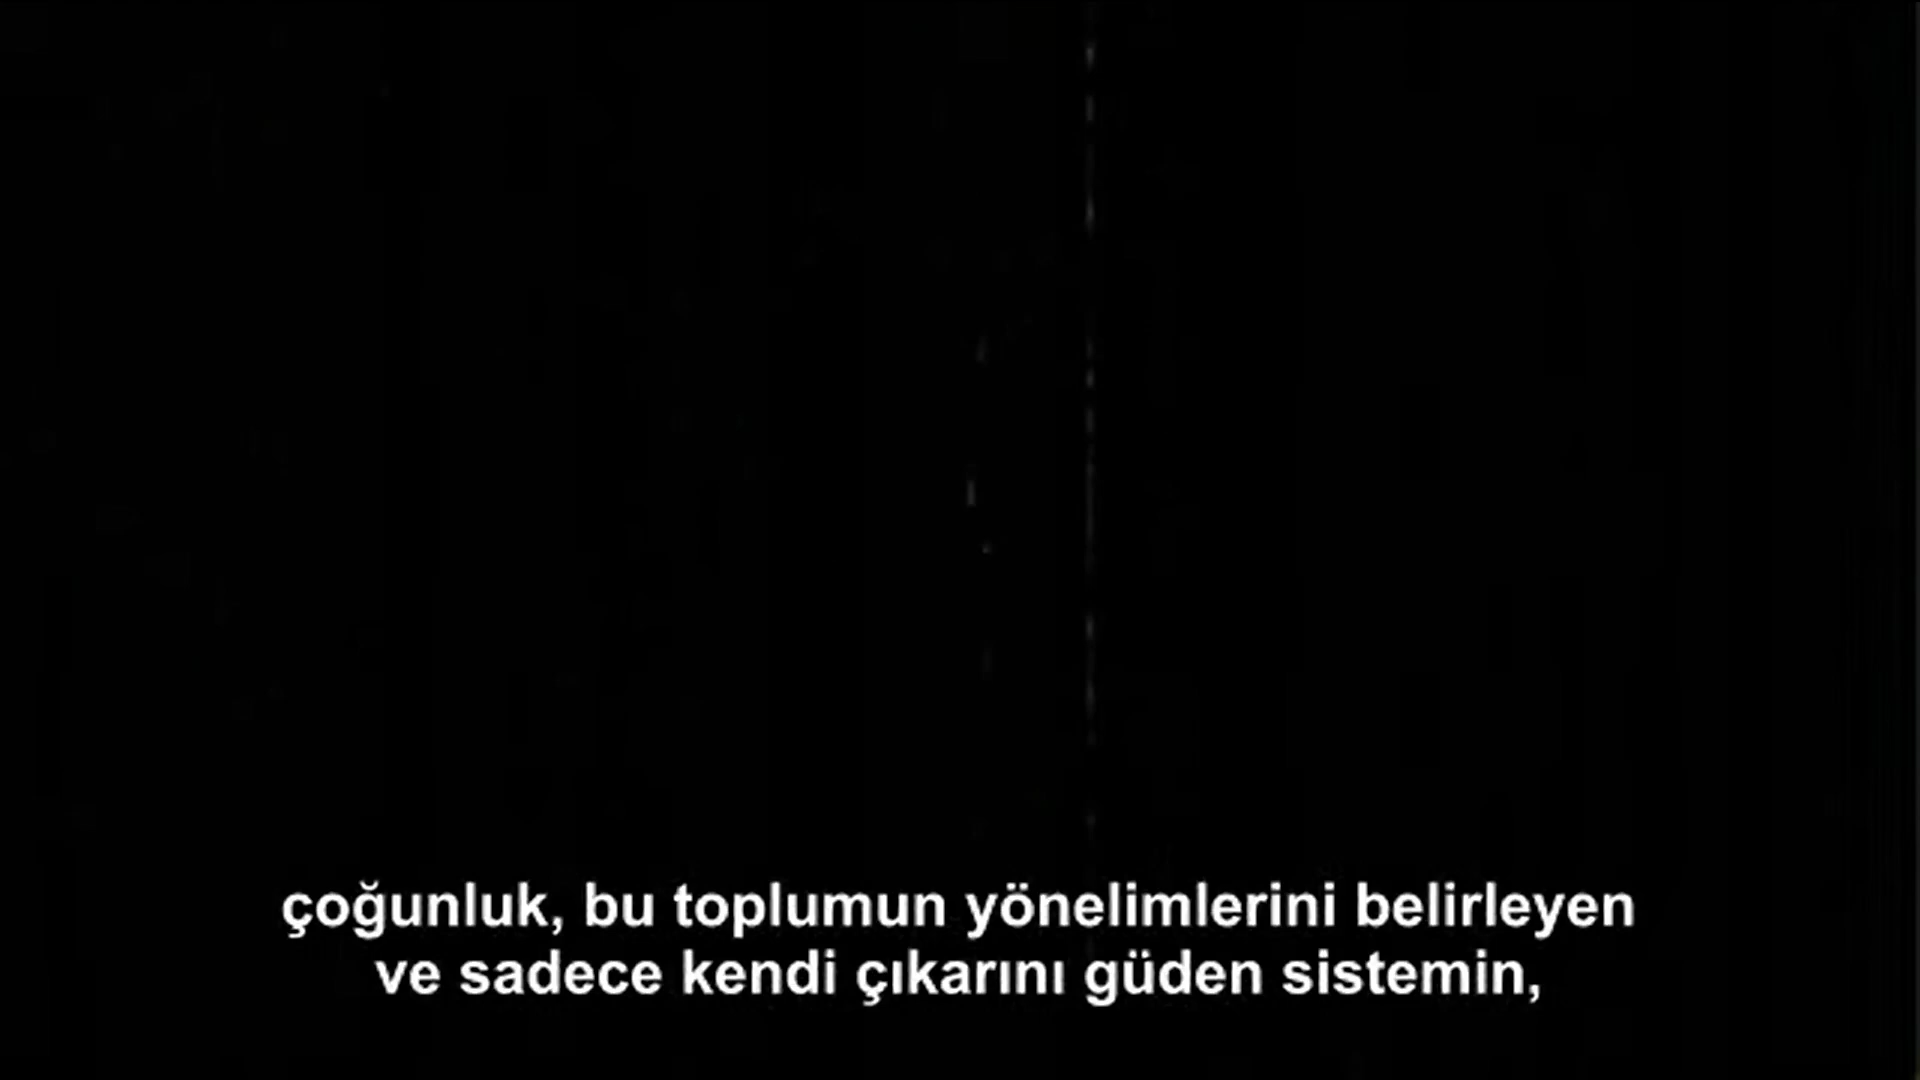 çoğunluk, bu toplumun yönelimlerini belirleyen
ve sadece kendi çıkarını güden sistemin,